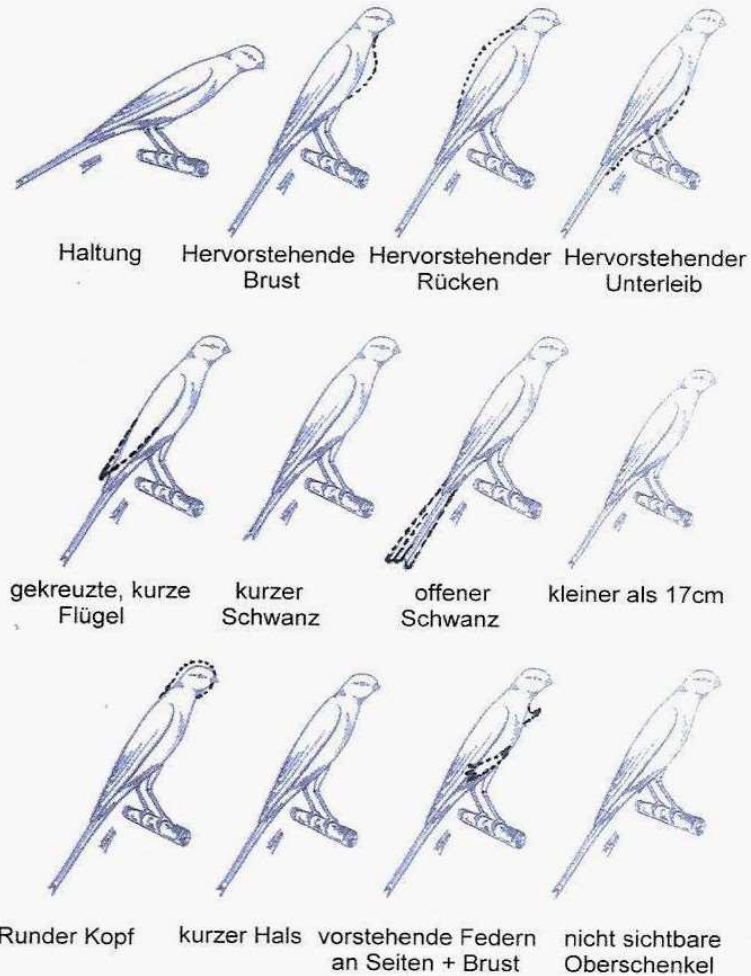 Haltung
Hervorstehende
Brust
Hervorstehender
Rücken
Hervorstehender
Unterleib
gekreuzte, kurze
Flügel
kurzer
Schwanz
offener
Schwanz
kleiner als 17cm
Runder Kopf
kurzer Hals
vorstehende Federn
an Seiten + Brust
nicht sichtbare
Oberschenkel